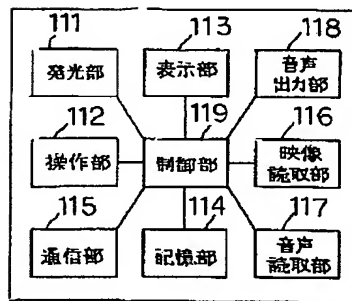 111
発光部
113
表示部
118
音声
出力部
112
操作部
119
制御部
116
映像
読取部
115
通信部
114
記憶部
117
音声
読取部